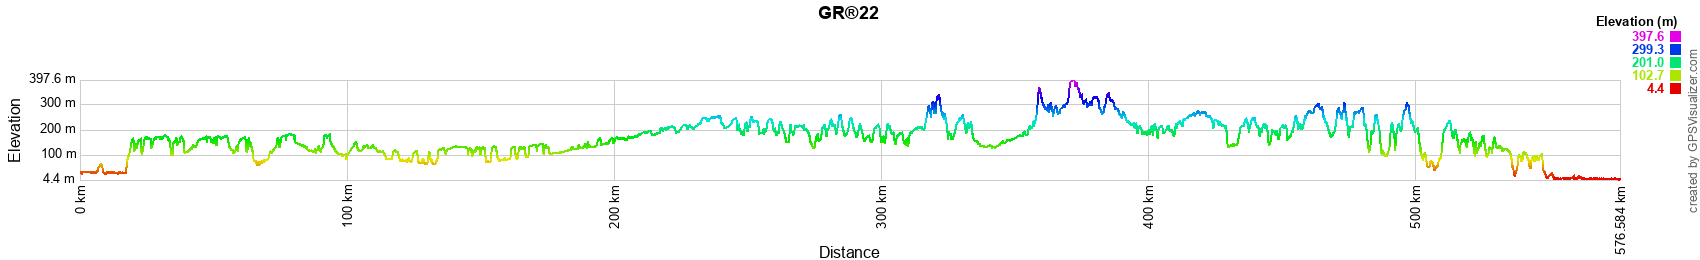 GR®22
Elevation (m)
397.6
299.3
201.0
102.7
4.4
Elevation
397.6 m
300 m
200 m
100 m
4.4 m
0 km
100 km
200 km
300 km
400 km
500 km
576.584 km
Distance
created by GPSVisualizer.com